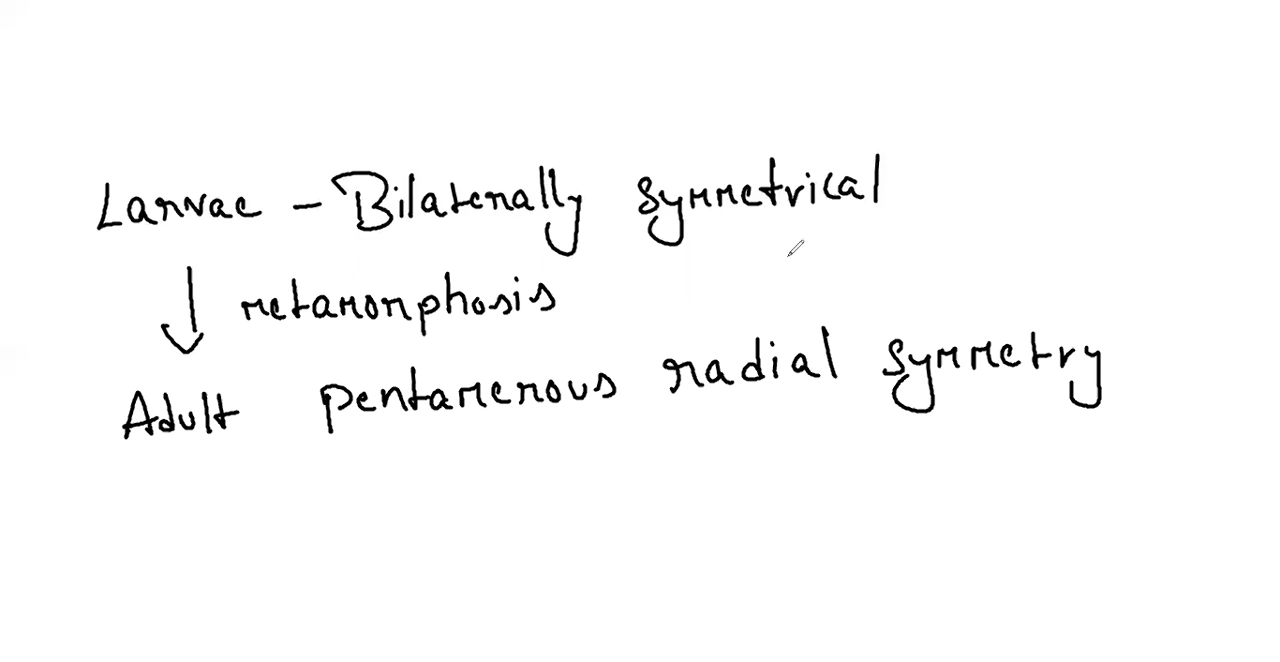 Larvae - Bilaterally symmetrical
↓ metamorphosis
Adult pentamerous radial symmetry